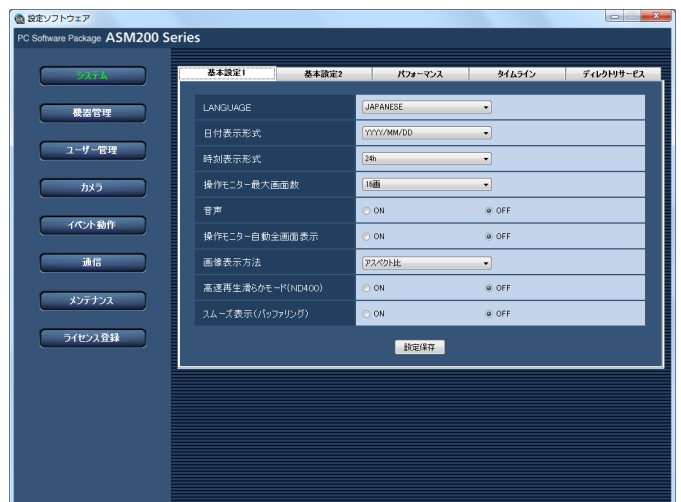 設定ソフトウェア
PC Software Package ASM200 Series
システム
機器管理
ユーザー管理
カメラ
イベント動作
通信
メンテナンス
ライセンス登録
基本設定1 基本設定2 パフォーマンス タイムライン ディレクトリサービス
LANGUAGE JAPANESE
日付表示形式 YYYY/MM/DD
時刻表示形式 24h
操作モニター最大画面数 16画
音声 ON OFF
操作モニター自動全画面表示 ON OFF
画像表示方法 アスペクト比
高速再生滑らかモード(ND400) ON OFF
スムーズ表示(バッファリング) ON OFF
設定保存